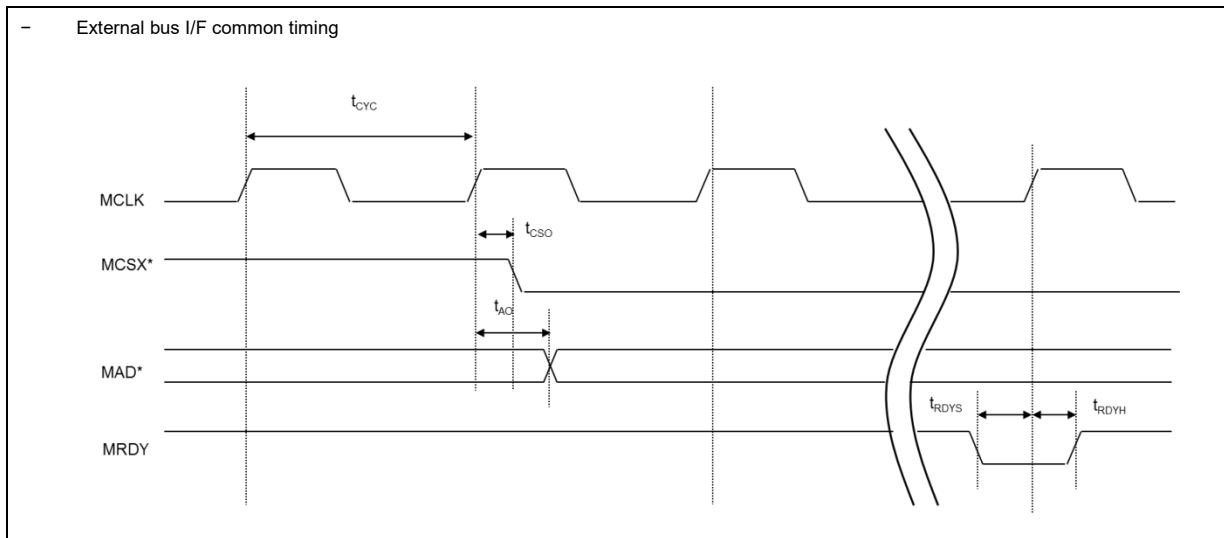 − External bus I/F common timing
tCYC
MCLK
tCSO
MCSX*
tAO
MAD*
tRDYS tRDYH
MRDY